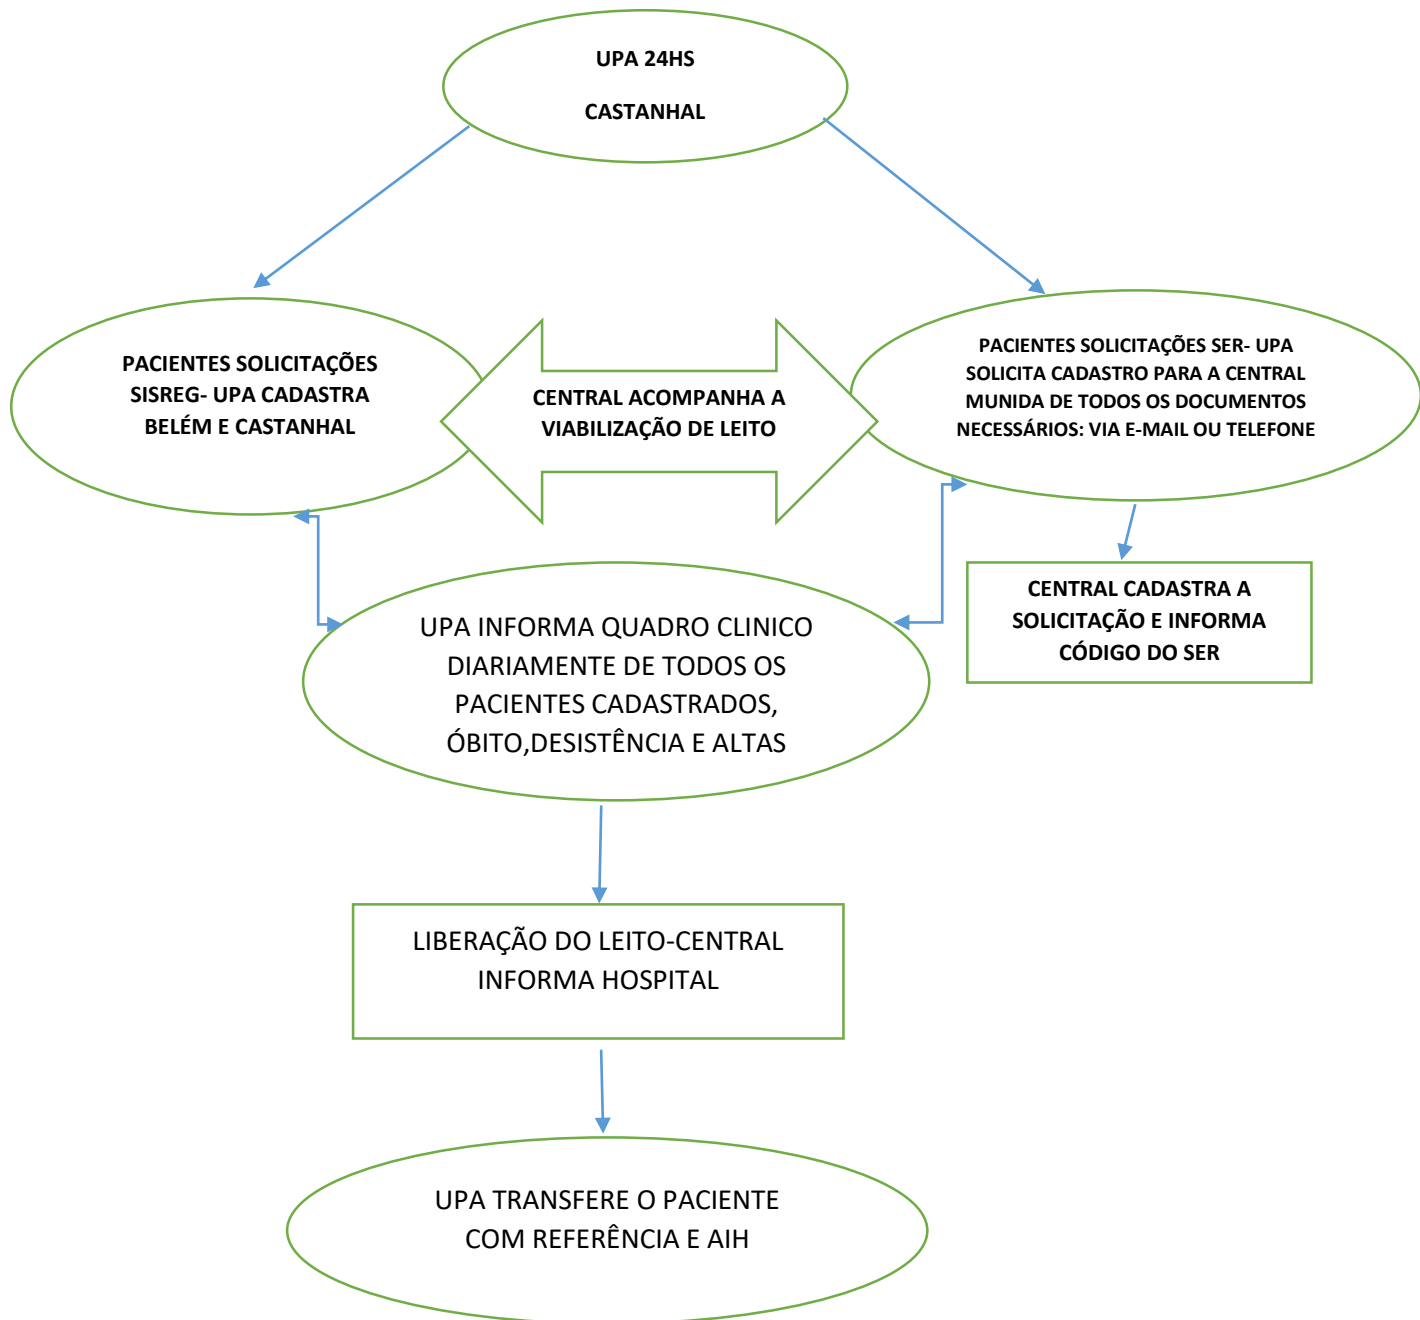 UPA 24HS
CASTANHAL
PACIENTES SOLICITAÇÕES
SISREG- UPA CADASTRA
BELÉM E CASTANHAL
CENTRAL ACOMPANHA A
VIABILIZAÇÃO DE LEITO
PACIENTES SOLICITAÇÕES SER- UPA
SOLICITA CADASTRO PARA A CENTRAL
MUNIDA DE TODOS OS DOCUMENTOS
NECESSÁRIOS: VIA E-MAIL OU TELEFONE
CENTRAL CADASTRA A
SOLICITAÇÃO E INFORMA
CÓDIGO DO SER
UPA INFORMA QUADRO CLINICO
DIARIAMENTE DE TODOS OS
PACIENTES CADASTRADOS,
ÓBITO,DESISTÊNCIA E ALTAS
LIBERAÇÃO DO LEITO-CENTRAL
INFORMA HOSPITAL
UPA TRANSFERE O PACIENTE
COM REFERÊNCIA E AIH